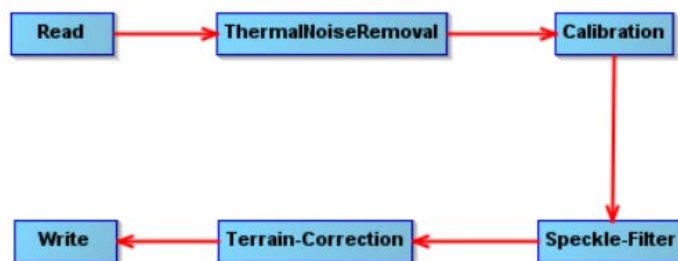 Read
ThermalNoiseRemoval
Calibration
Speckle-Filter
Terrain-Correction
Write